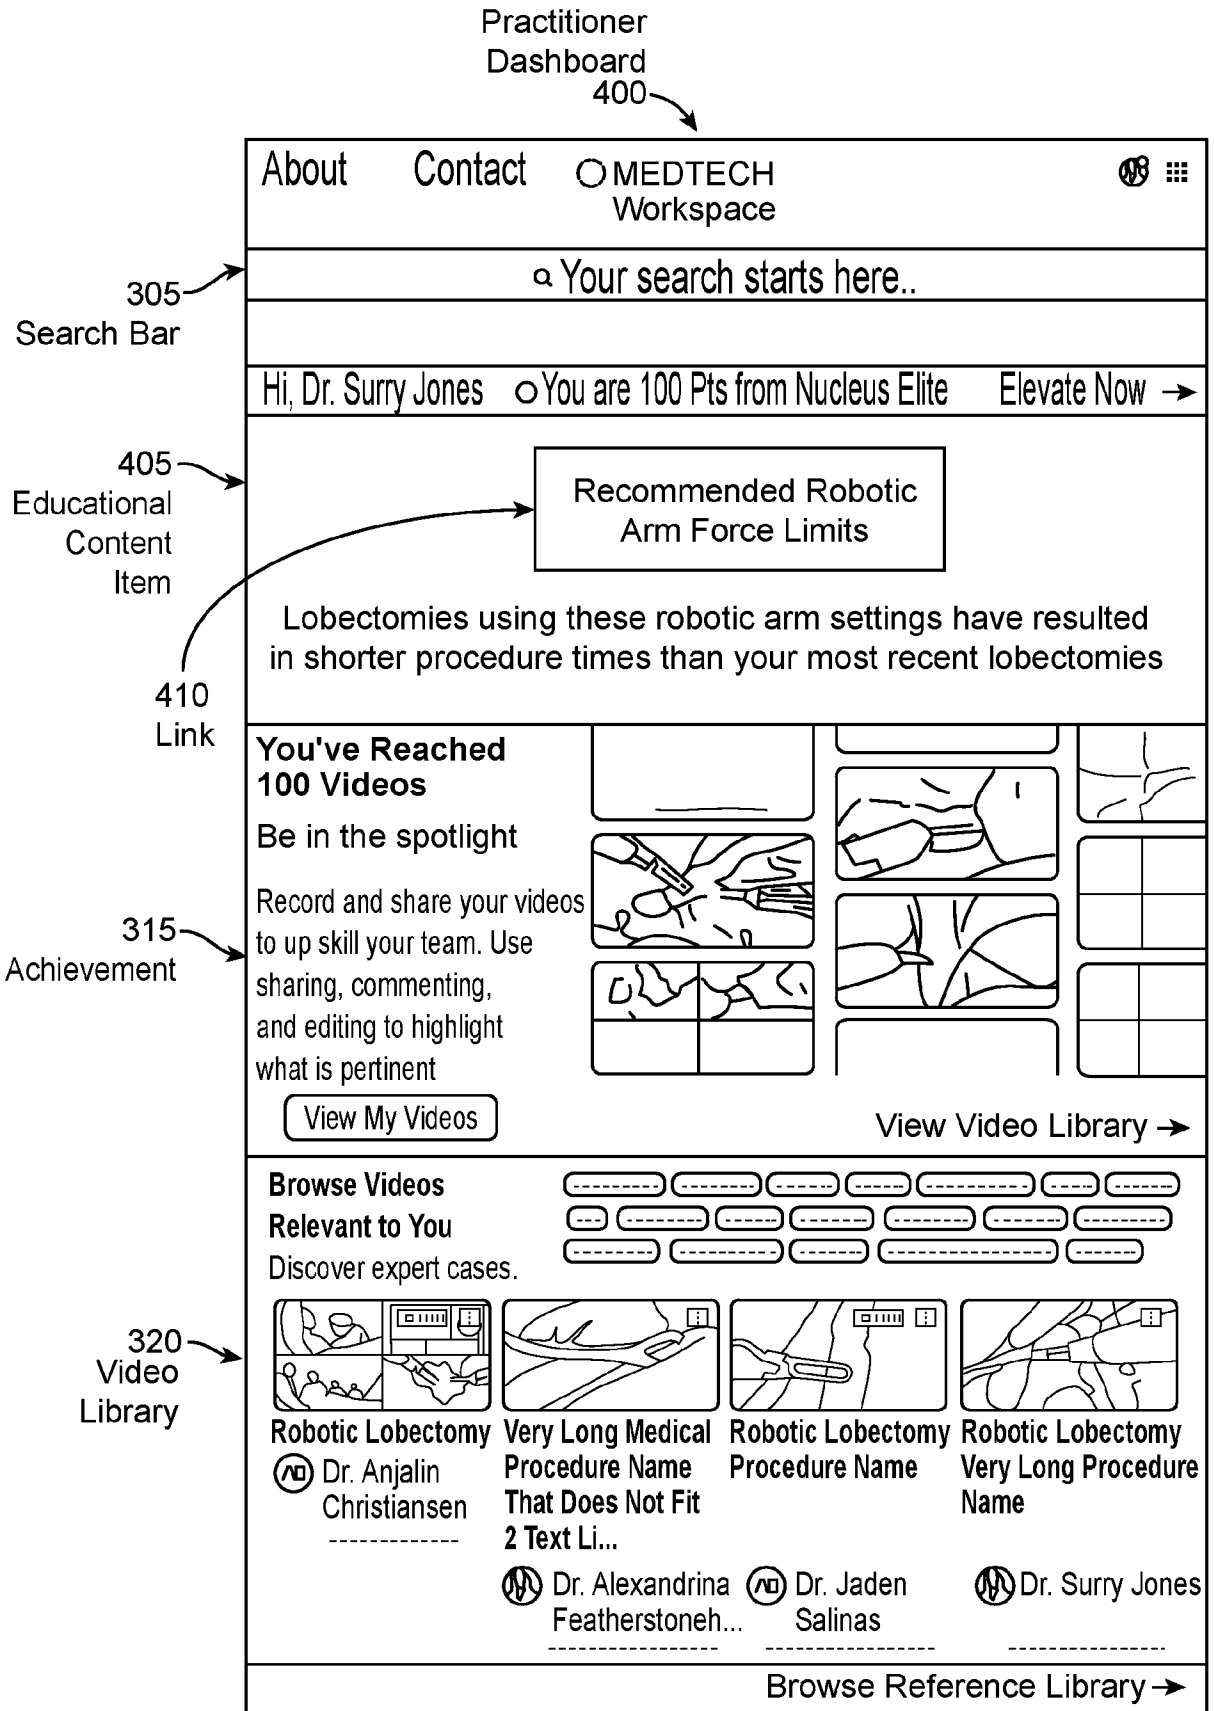 Practitioner
Dashboard
400
About Contact MEDTECH
Workspace
Your search starts here..
305
Search Bar
Hi, Dr. Surry Jones You are 100 Pts from Nucleus Elite Elevate Now →
405
Educational
Content
Item
Recommended Robotic
Arm Force Limits
Lobectomies using these robotic arm settings have resulted
in shorter procedure times than your most recent lobectomies
410
Link
You've Reached
100 Videos
Be in the spotlight
Record and share your videos
to up skill your team. Use
sharing, commenting,
and editing to highlight
what is pertinent
315
Achievement
View My Videos
View Video Library →
Browse Videos
Relevant to You
Discover expert cases.
320
Video
Library
Robotic Lobectomy
Dr. Anjalin
Christiansen
Very Long Medical
Procedure Name
That Does Not Fit
2 Text Li...
Dr. Alexandrina
Featherstoneh...
Robotic Lobectomy
Procedure Name
Dr. Jaden
Salinas
Robotic Lobectomy
Very Long Procedure
Name
Dr. Surry Jones
Browse Reference Library →